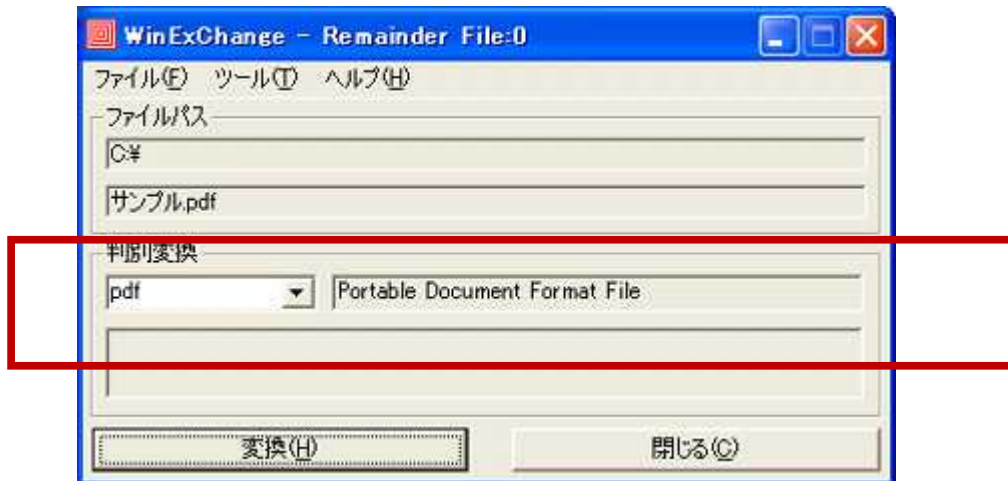 WinExChange - Remainder File:0
ファイル(F) ツール(T) ヘルプ(H)
ファイルパス
C:¥
サンプル.pdf
判別変換
pdf Portable Document Format File
変換(H) 閉じる(C)